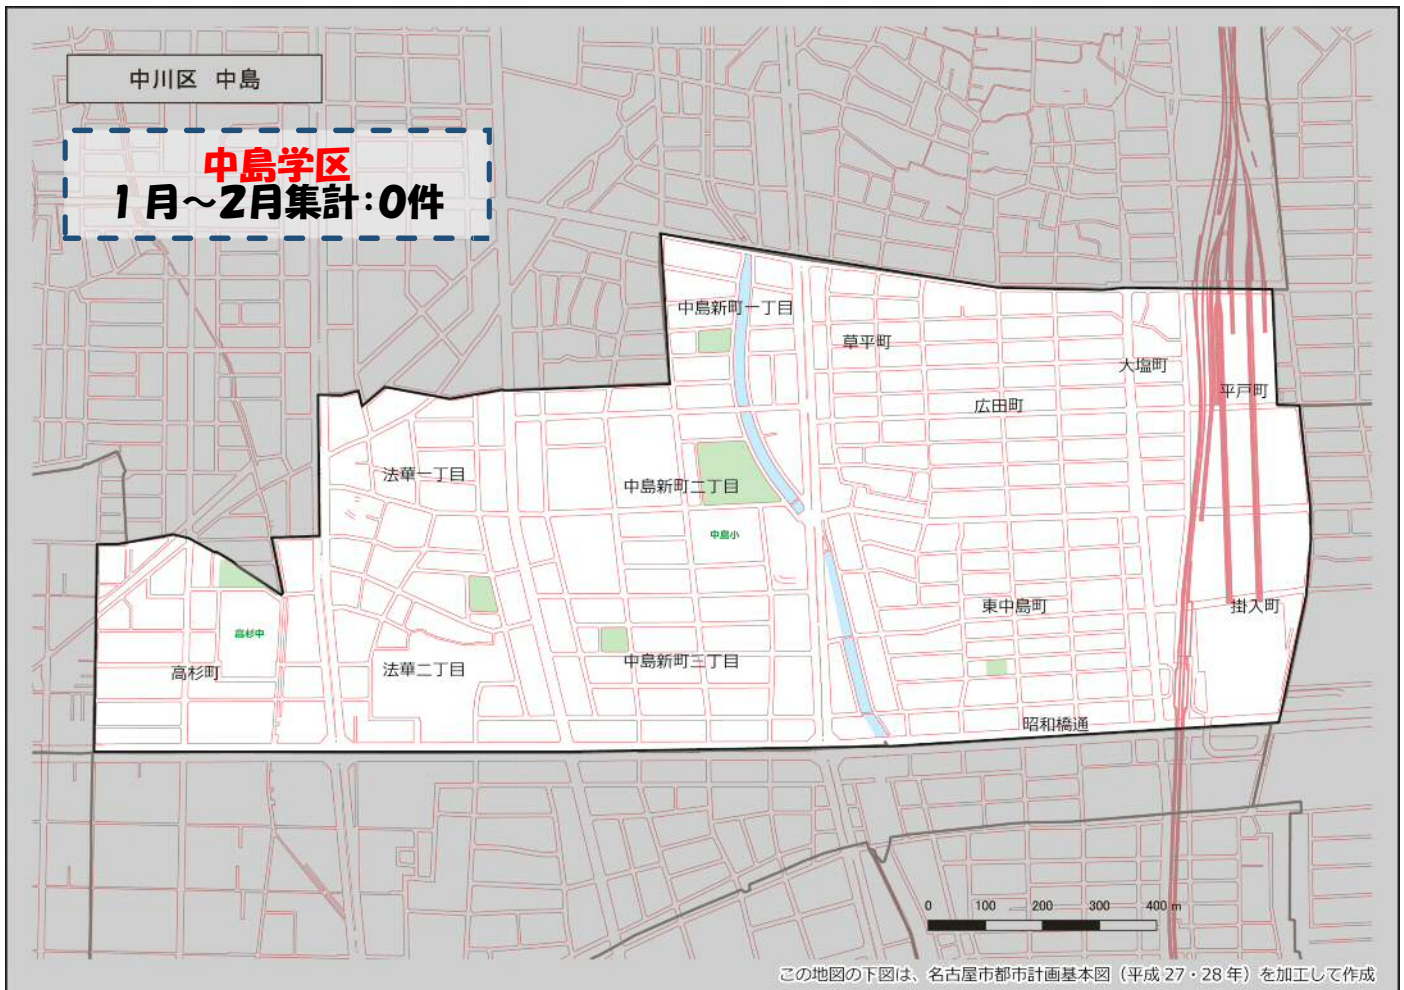 中川区 中島
中島学区
1月～2月集計：0件
中島新町一丁目
草平町
大塩町
平戸町
広田町
法華一丁目
中島新町二丁目
中島小
東中島町
掛入町
高杉中
高杉町
法華二丁目
中島新町三丁目
昭和橋通
0 100 200 300 400 m
この地図の下図は、名古屋市都市計画基本図（平成 27・28 年）を加工して作成